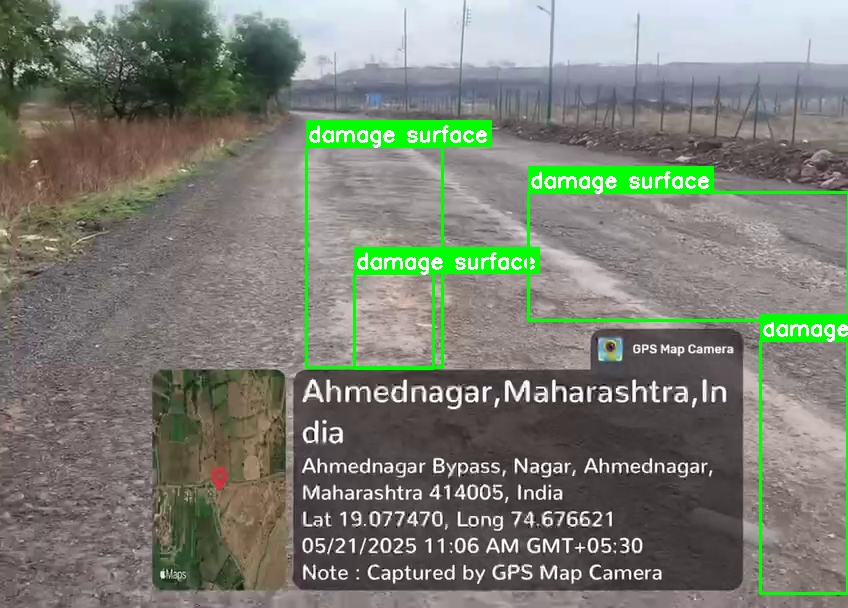 damage surface
damage surface
damage surface
damage
GPS Map Camera
Ahmednagar,Maharashtra,In
dia
Ahmednagar Bypass, Nagar, Ahmednagar,
Maharashtra 414005, India
Lat 19.077470, Long 74.676621
05/21/2025 11:06 AM GMT+05:30
Note : Captured by GPS Map Camera
Maps